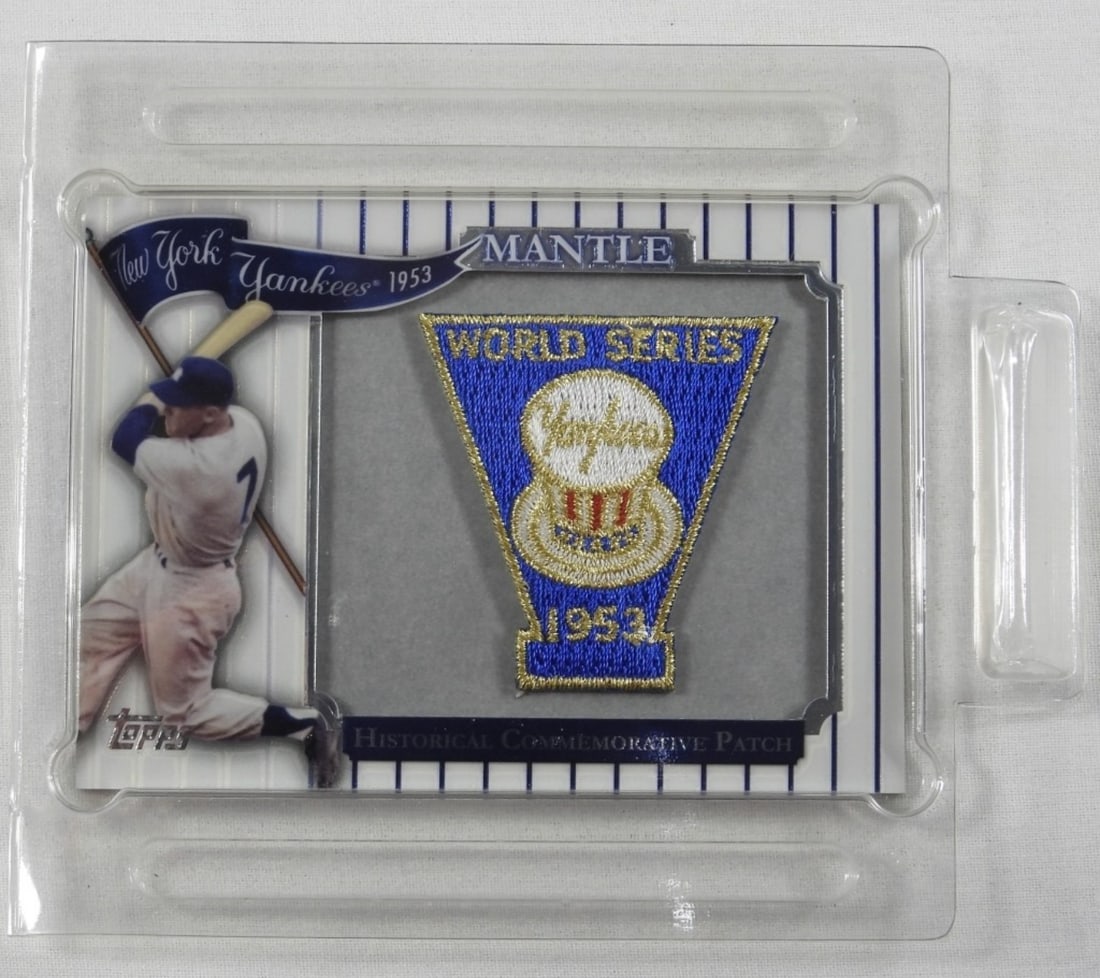 New York
Yankees® 1953
MANTLE
WORLD SERIES
Yankees
1953
7
Topps
HISTORICAL COMMEMORATIVE PATCH